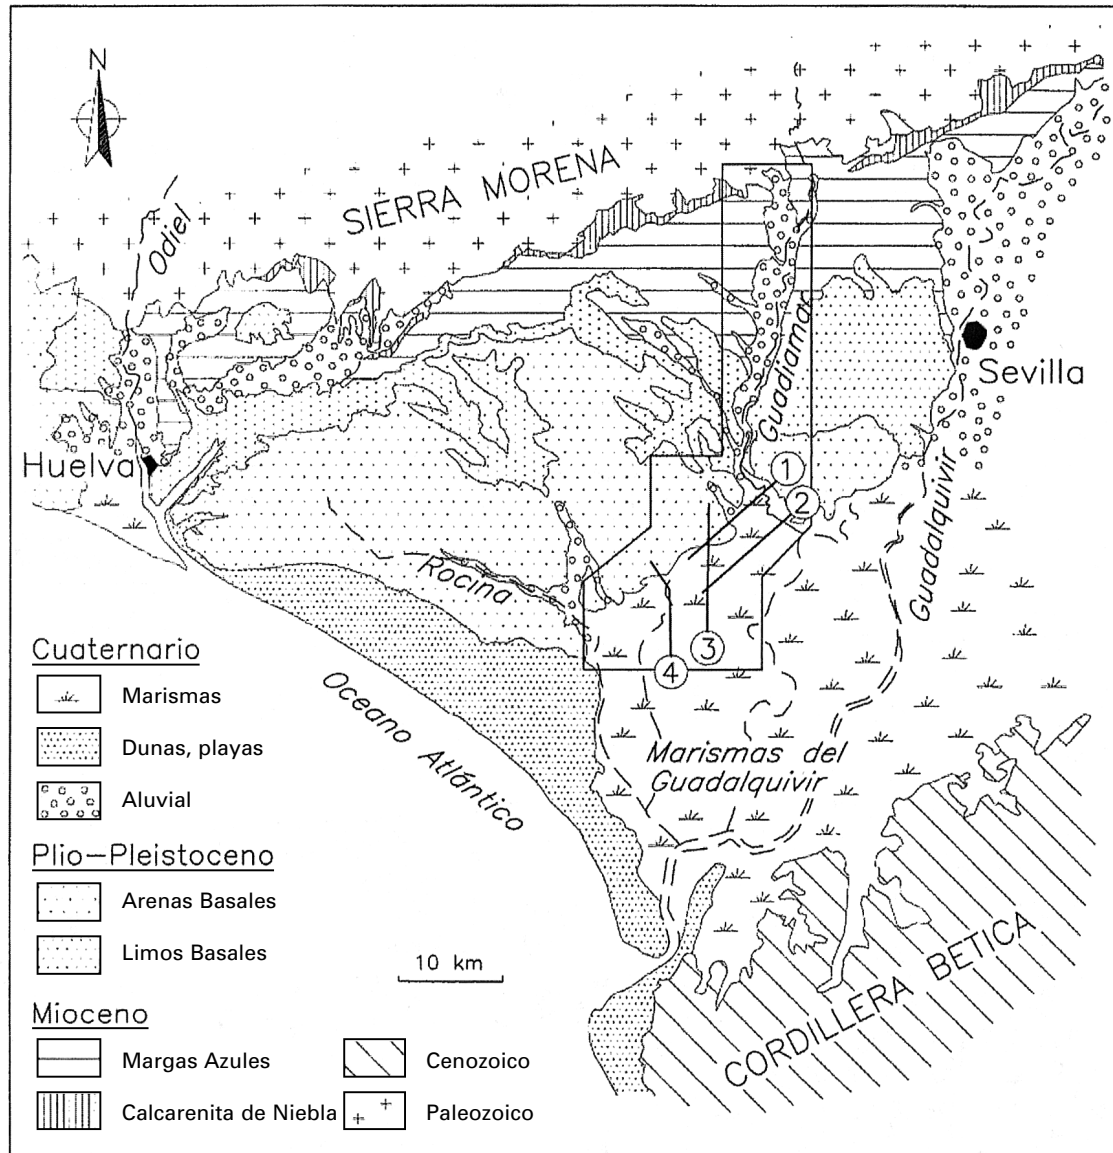 N
SIERRA MORENA
Odiel
Guadiamar
Sevilla
Huelva
1
2
Guadalquivir
Rocina
3
4
Cuaternario
Marismas
Dunas, playas
Aluvial
Oceano Atlántico
Marismas del
Guadalquivir
Plio-Pleistoceno
Arenas Basales
Limos Basales
10 km
CORDILLERA BETICA
Mioceno
Margas Azules
Cenozoico
Calcarenita de Niebla
Paleozoico